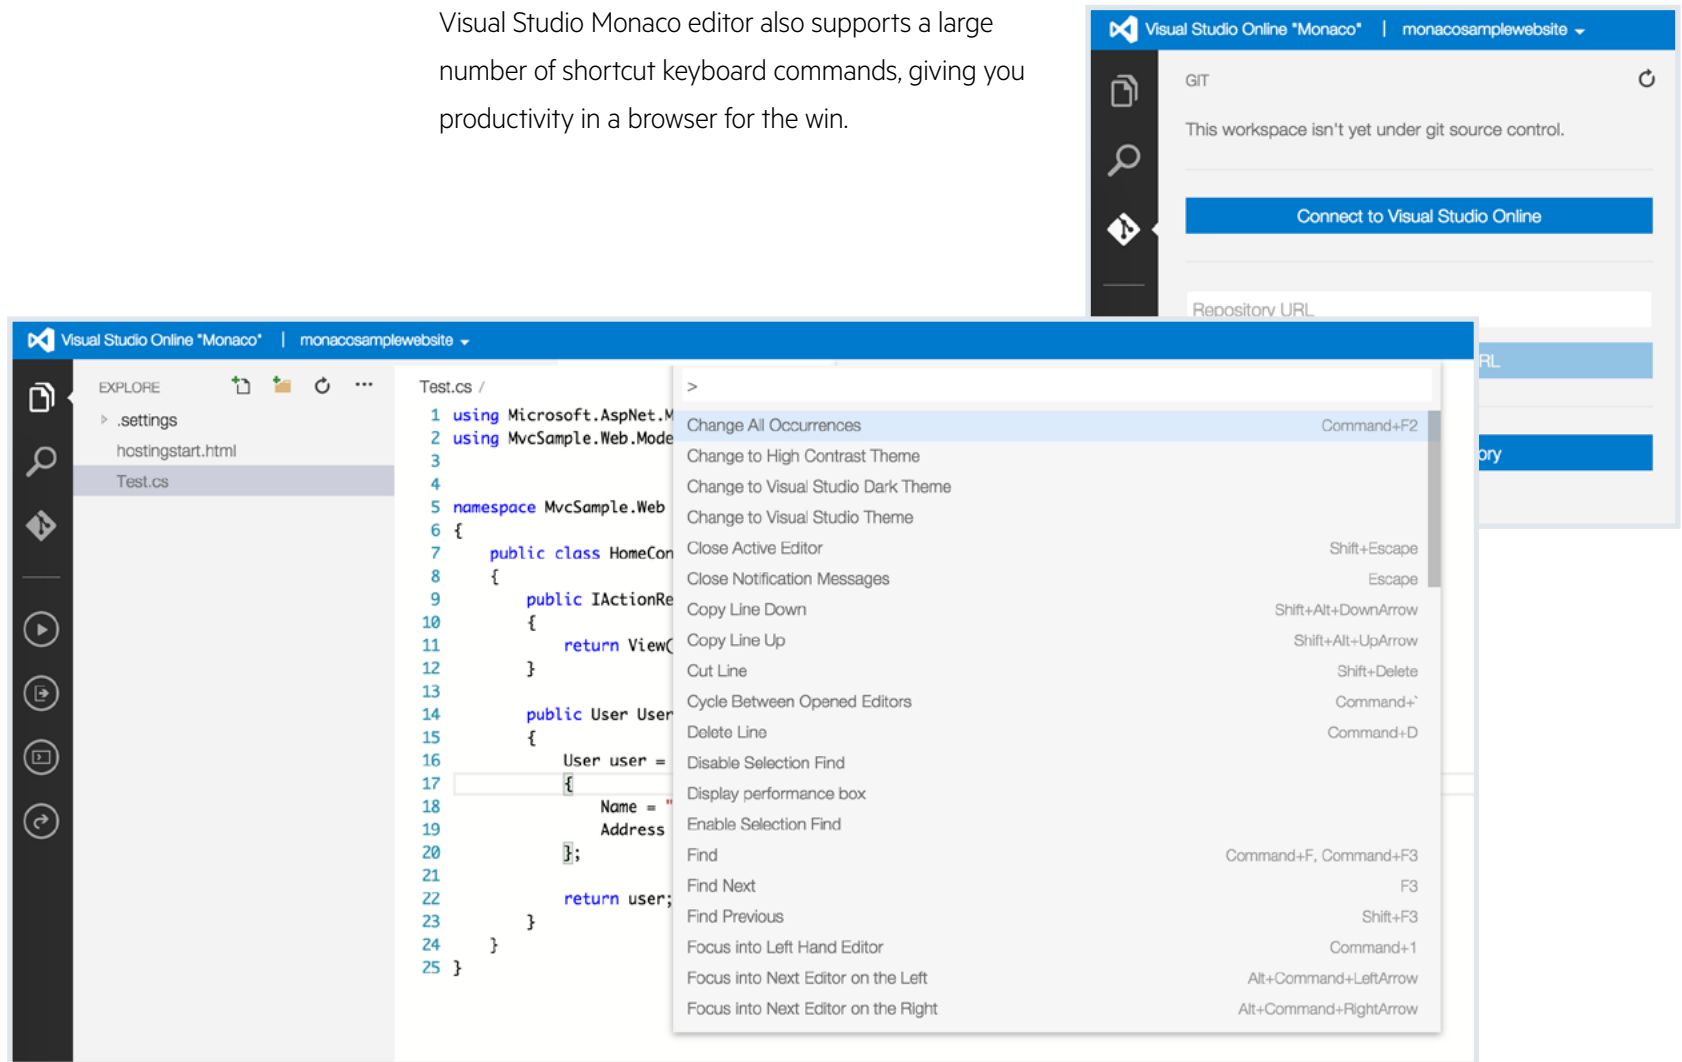 Visual Studio Monaco editor also supports a large
number of shortcut keyboard commands, giving you
productivity in a browser for the win.
Visual Studio Online "Monaco" | monacosamplewebsite
GIT
This workspace isn't yet under git source control.
Connect to Visual Studio Online
Repository URL
RL
ory
Visual Studio Online "Monaco" | monacosamplewebsite
EXPLORE
.settings
hostingstart.html
Test.cs
Test.cs /
1 using Microsoft.AspNet.M
2 using MvcSample.Web.Mode
3
4
5 namespace MvcSample.Web
6 {
7 public class HomeCon
8 {
9 public IActionRe
10 {
11 return View(
12 }
13
14 public User User
15 {
16 User user =
17 {
18 Name = "
19 Address
20 };
21
22 return user;
23 }
24 }
25 }
>
Change All Occurrences Command+F2
Change to High Contrast Theme
Change to Visual Studio Dark Theme
Change to Visual Studio Theme
Close Active Editor Shift+Escape
Close Notification Messages Escape
Copy Line Down Shift+Alt+DownArrow
Copy Line Up Shift+Alt+UpArrow
Cut Line Shift+Delete
Cycle Between Opened Editors Command+`
Delete Line Command+D
Disable Selection Find
Display performance box
Enable Selection Find
Find Command+F, Command+F3
Find Next F3
Find Previous Shift+F3
Focus into Left Hand Editor Command+1
Focus into Next Editor on the Left Alt+Command+LeftArrow
Focus into Next Editor on the Right Alt+Command+RightArrow